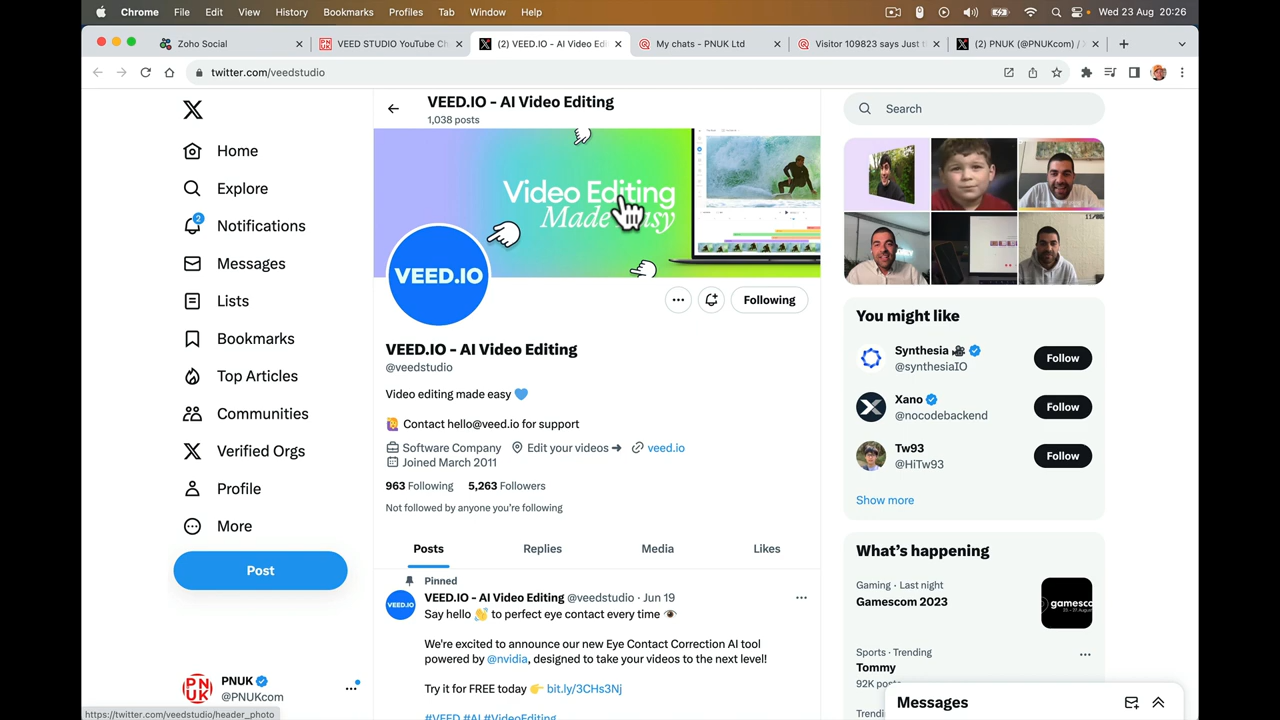 Chrome File Edit View History Bookmarks Profiles Tab Window Help Wed 23 Aug 20:26
Zoho Social
VEED STUDIO YouTube Ch
(2) VEED.IO - AI Video Edi
My chats - PNUK Ltd
Visitor 109823 says Just t
(2) PNUK (@PNUKcom) / X
twitter.com/veedstudio
Home
Explore
2
Notifications
Messages
Lists
Bookmarks
Top Articles
Communities
Verified Orgs
Profile
More
Post
PNUK
@PNUKcom
https://twitter.com/veedstudio/header_photo
VEED.IO - AI Video Editing
1,038 posts
Video Editing
Made Easy
VEED.IO
Following
VEED.IO - AI Video Editing
@veedstudio
Video editing made easy 💙
🙋 Contact hello@veed.io for support
Software Company Edit your videos → veed.io
Joined March 2011
963 Following 5,263 Followers
Not followed by anyone you're following
Posts Replies Media Likes
Pinned
VEED.IO
VEED.IO - AI Video Editing @veedstudio · Jun 19
Say hello 👋 to perfect eye contact every time 👁
We're excited to announce our new Eye Contact Correction AI tool
powered by @nvidia, designed to take your videos to the next level!
Try it for FREE today 👉 bit.ly/3CHs3Nj
#VEED #AI #VideoEditing
Search
You might like
Synthesia 🎥
@synthesiaIO
Follow
Xano
@nocodebackend
Follow
Tw93
@HiTw93
Follow
Show more
What's happening
Gaming · Last night
Gamescom 2023
gamesco
Sports · Trending
Tommy
92K posts
Trendi
Messages